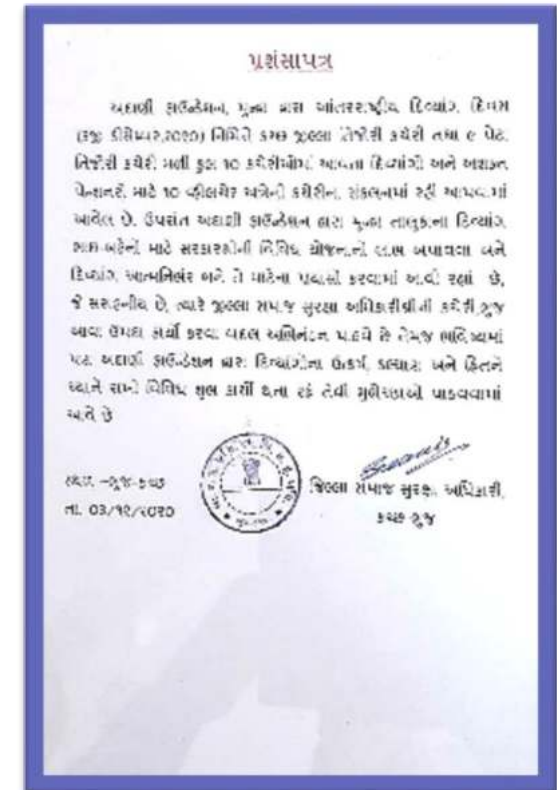 પ્રશંસાપત્ર
અદાણી ફાઉન્ડેશન, મુન્દ્રા દ્વારા આંતરરાષ્ટ્રીય દિવ્યાંગ દિવસ
(૩જી ડીસેમ્બર,૨૦૨૦) નિમિત્તે કચ્છ જીલ્લા તિજોરી કચેરી તથા ૯ પેટા
તિજોરી કચેરી મળી કુલ ૧૦ કચેરીઓમાં આવતા દિવ્યાંગો અને અશક્ત
પેન્શનરો માટે ૧૦ વ્હીલચેર અત્રેની કચેરીના સંકલનમાં રહી આપવામાં
આવેલ છે. ઉપરાંત અદાણી ફાઉન્ડેશન દ્વારા મુન્દ્રા તાલુકાના દિવ્યાંગ
ભાઇ-બહેનો માટે સરકારશ્રીની વિવિધ યોજનાનો લાભ અપાવવા અને
દિવ્યાંગ આત્મનિર્ભર બને તે માટેના પ્રયાસો કરવામાં આવી રહ્યાં છે,
જે સરાહનીય છે, ત્યારે જીલ્લા સમાજ સુરક્ષા અધિકારીશ્રીની કચેરી,ભુજ
આવા ઉમદા કાર્યો કરવા બદલ અભિનંદન પાઠવે છે તેમજ ભવિષ્યમાં
પણ અદાણી ફાઉન્ડેશન દ્વારા દિવ્યાંગોના ઉત્કર્ષ, કલ્યાણ અને હિતને
ધ્યાને રાખી વિવિધ શુભ કાર્યો થતા રહે તેવી શુભેચ્છાઓ પાઠવવામાં
આવે છે
સ્થળ -ભુજ-કચ્છ
તા. ૦૩/૧૨/૨૦૨૦
જિલ્લા સમાજ સુરક્ષા અધિકારી,
કચ્છ-ભુજ